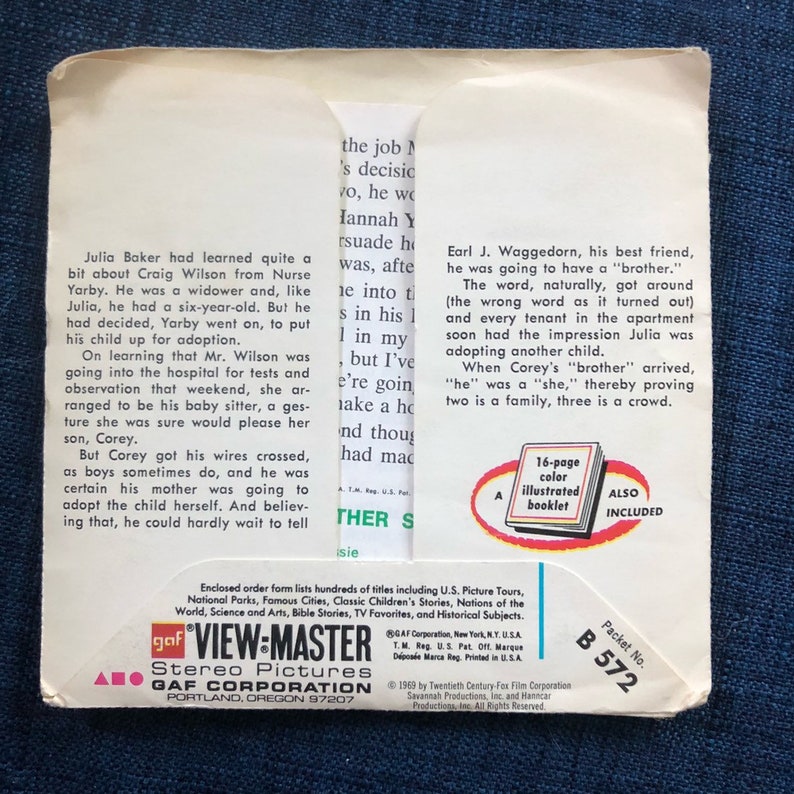 Julia Baker had learned quite a
bit about Craig Wilson from Nurse
Yarby. He was a widower and, like
Julia, he had a six-year-old. But he
had decided, Yarby went on, to put
his child up for adoption.
On learning that Mr. Wilson was
going into the hospital for tests and
observation that weekend, she ar-
ranged to be his baby sitter, a ges-
ture she was sure would please her
son, Corey.
But Corey got his wires crossed,
as boys sometimes do, and he was
certain his mother was going to
adopt the child herself. And believ-
ing that, he could hardly wait to tell
the job M
's decisio
wo, he wo
Hannah Y
rsuade he
was, afte
ne into th
s in his l
l in my
, but I've
e're going
make a ho
nd thoug
had mad
A. T.M. Reg. U.S. Pat.
THER S
ssie
Earl J. Waggedorn, his best friend,
he was going to have a "brother."
The word, naturally, got around
(the wrong word as it turned out)
and every tenant in the apartment
soon had the impression Julia was
adopting another child.
When Corey's "brother" arrived,
"he" was a "she," thereby proving
two is a family, three is a crowd.
A
16-page
color
illustrated
booklet
ALSO
INCLUDED
Enclosed order form lists hundreds of titles including U.S. Picture Tours,
National Parks, Famous Cities, Classic Children's Stories, Nations of the
World, Science and Arts, Bible Stories, TV Favorites, and Historical Subjects.
gaf ® VIEW-MASTER
Stereo Pictures
GAF CORPORATION
PORTLAND, OREGON 97207
®GAF Corporation, New York, N.Y. U.S.A.
T. M. Reg. U.S. Pat. Off. Marque
Déposée Marca Reg. Printed in U.S.A.
© 1969 by Twentieth Century-Fox Film Corporation
Savannah Productions, Inc. and Hanncar
Productions, Inc. All Rights Reserved.
Packet No.
B 572